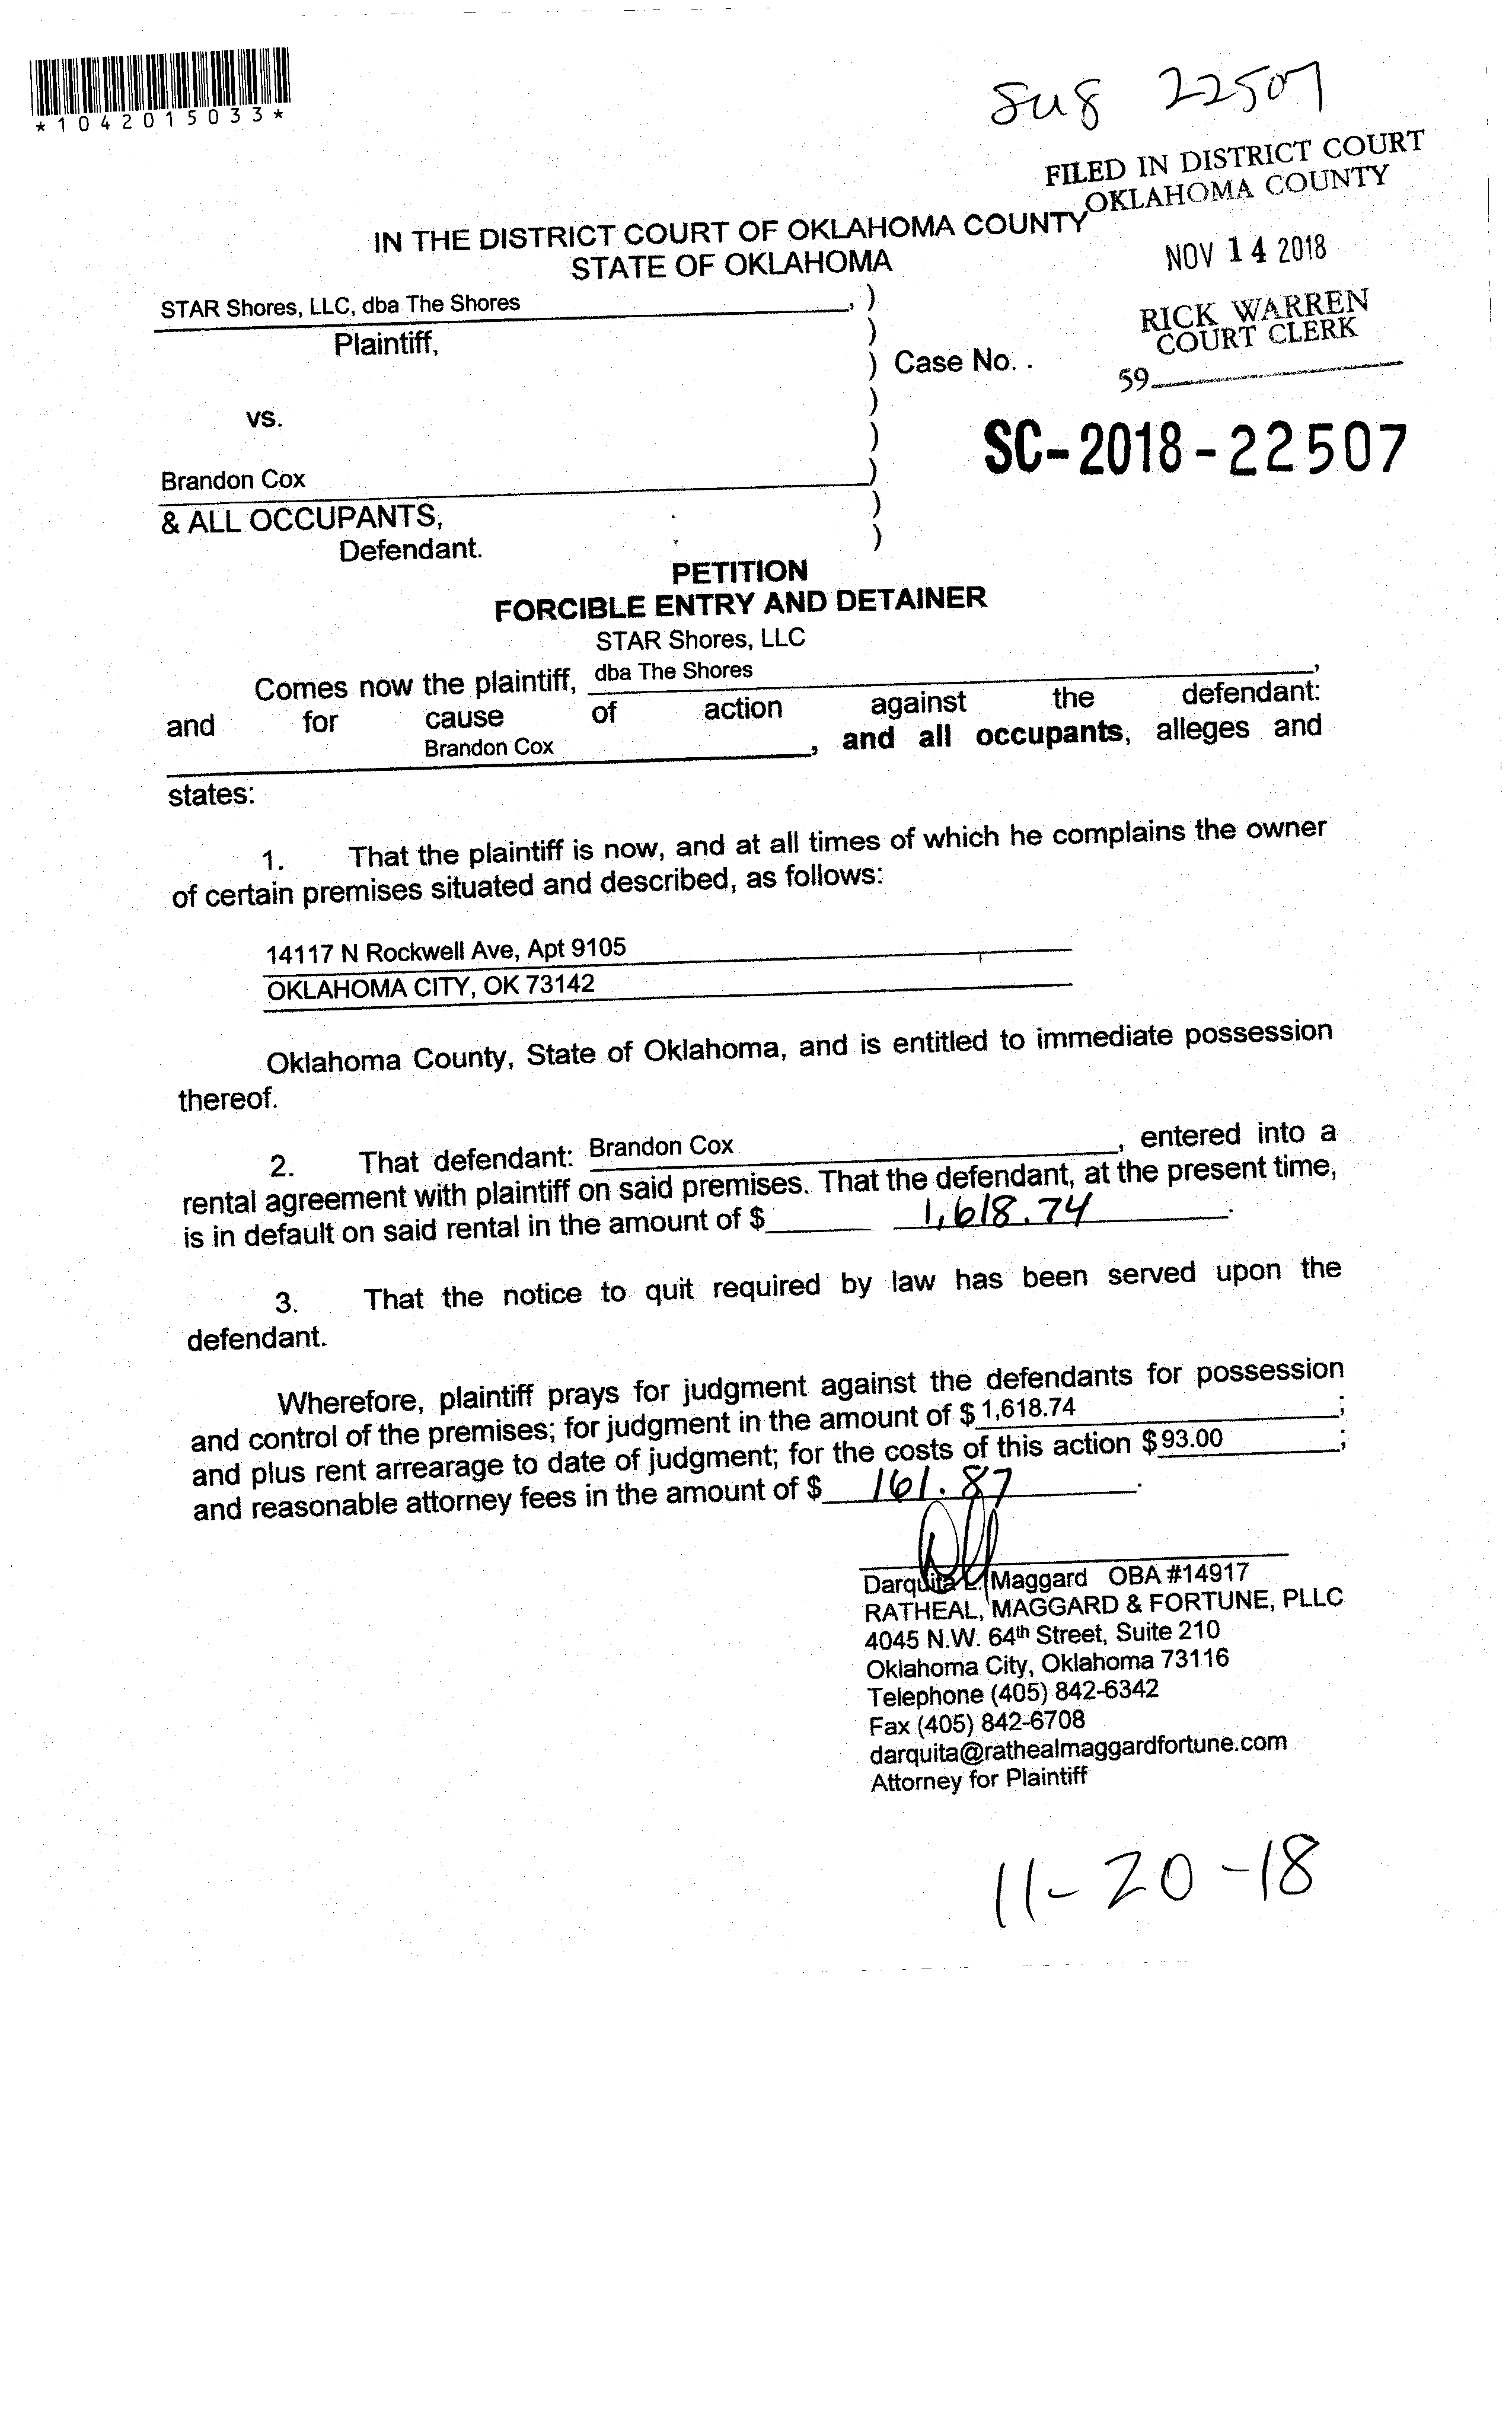 *1042015033*
22507
FILED IN DISTRICT COURT
OKLAHOMA COUNTY
IN THE DISTRICT COURT OF OKLAHOMA COUNTY
STATE OF OKLAHOMA
NOV 14 2018
STAR Shores, LLC, dba The Shores , )
Plaintiff, )
RICK WARREN
COURT CLERK
) Case No. .
59
)
vs.
)
SC-2018-22507
Brandon Cox )
& ALL OCCUPANTS, )
Defendant. )
PETITION
FORCIBLE ENTRY AND DETAINER
STAR Shores, LLC
Comes now the plaintiff, dba The Shores ,
and for cause of action against the defendant:
Brandon Cox , and all occupants, alleges and
states:
1. That the plaintiff is now, and at all times of which he complains the owner
of certain premises situated and described, as follows:
14117 N Rockwell Ave, Apt 9105
OKLAHOMA CITY, OK 73142
Oklahoma County, State of Oklahoma, and is entitled to immediate possession
thereof.
2. That defendant: Brandon Cox , entered into a
rental agreement with plaintiff on said premises. That the defendant, at the present time,
is in default on said rental in the amount of $ 1,618.74 .
3. That the notice to quit required by law has been served upon the
defendant.
Wherefore, plaintiff prays for judgment against the defendants for possession
and control of the premises; for judgment in the amount of $ 1,618.74 ;
and plus rent arrearage to date of judgment; for the costs of this action $ 93.00 ;
and reasonable attorney fees in the amount of $ 161.87 .
Darquita L. Maggard OBA #14917
RATHEAL, MAGGARD & FORTUNE, PLLC
4045 N.W. 64th Street, Suite 210
Oklahoma City, Oklahoma 73116
Telephone (405) 842-6342
Fax (405) 842-6708
darquita@rathealmaggardfortune.com
Attorney for Plaintiff
11-20-18